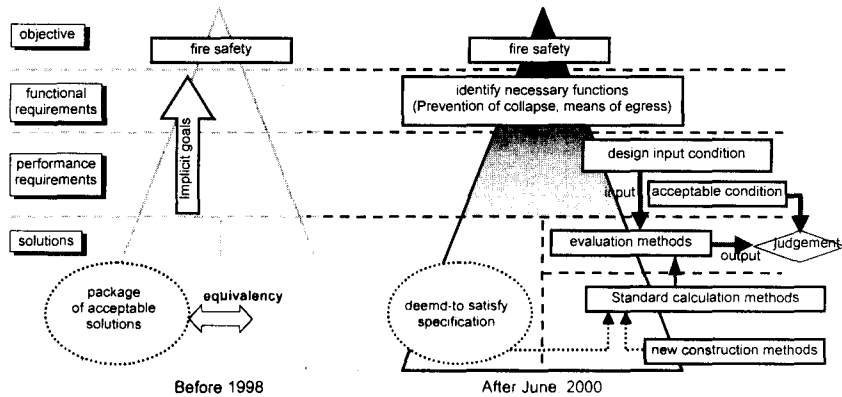 objective
fire safety
fire safety
functional
requirements
identify necessary functions
(Prevention of collapse, means of egress)
Implicit goals
performance
requirements
design input condition
input
acceptable condition
solutions
evaluation methods
output
judgement
package
of acceptable
solutions
equivalency
deemd-to satisfy
specification
Standard calculation methods
new construction methods
Before 1998
After June, 2000